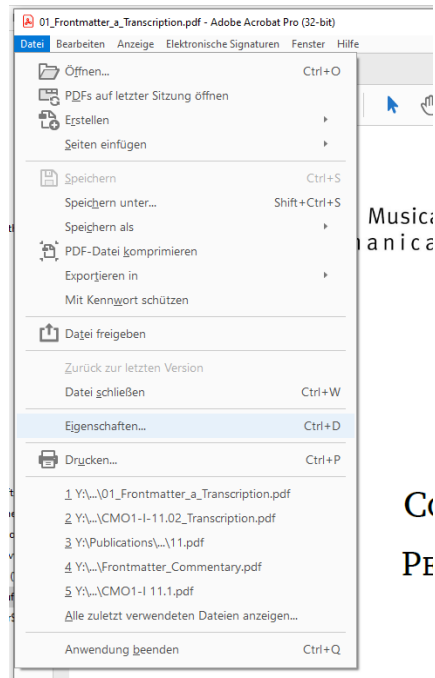 01_Frontmatter_a_Transcription.pdf - Adobe Acrobat Pro (32-bit)
Datei Bearbeiten Anzeige Elektronische Signaturen Fenster Hilfe
Öffnen... Ctrl+O
PDFs auf letzter Sitzung öffnen
Erstellen
Seiten einfügen
Speichern Ctrl+S
Speichern unter... Shift+Ctrl+S
Speichern als
PDF-Datei komprimieren
Exportieren in
Mit Kennwort schützen
Datei freigeben
Zurück zur letzten Version
Datei schließen Ctrl+W
Eigenschaften... Ctrl+D
Drucken... Ctrl+P
1 Y:\...\01_Frontmatter_a_Transcription.pdf
2 Y:\...\CMO1-I-11.02_Transcription.pdf
3 Y:\Publications\...\11.pdf
4 Y:\...\Frontmatter_Commentary.pdf
5 Y:\...\CMO1-I 11.1.pdf
Alle zuletzt verwendeten Dateien anzeigen...
Anwendung beenden Ctrl+Q
Musica
anica
Co
Pe